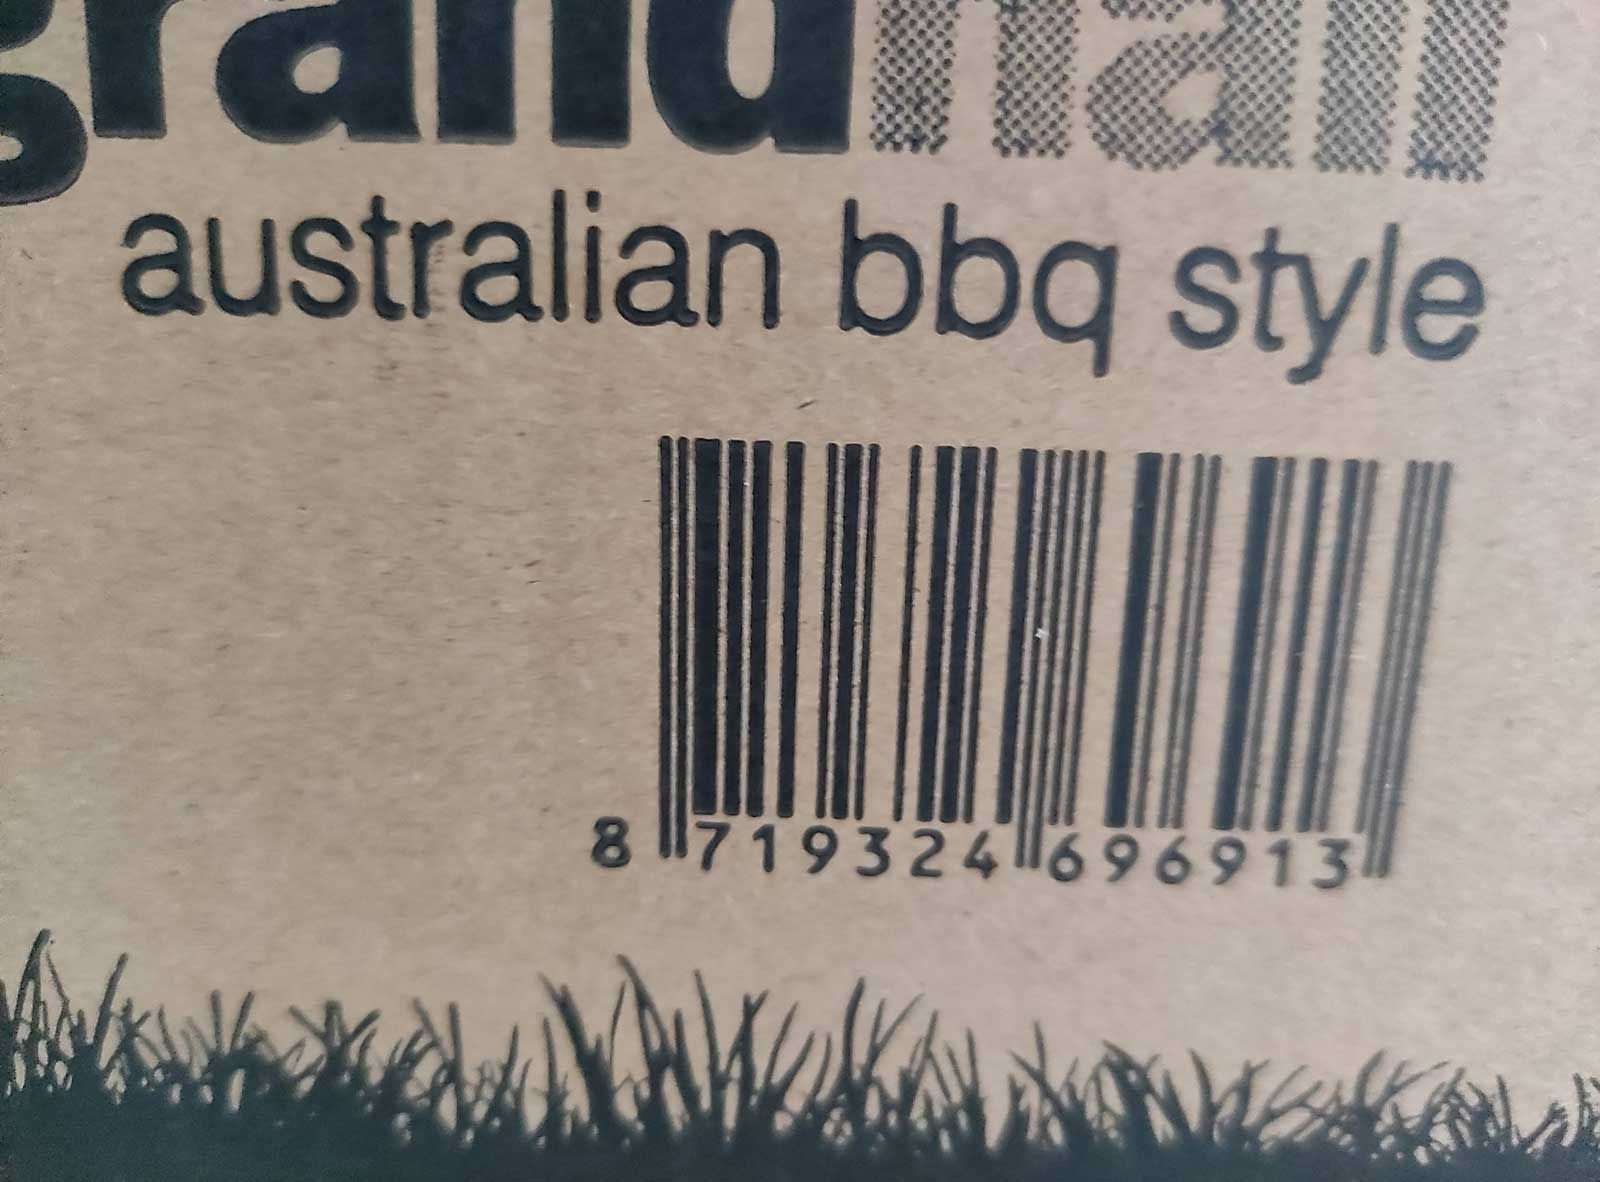 grandhall
australian bbq style
8 719324 696913